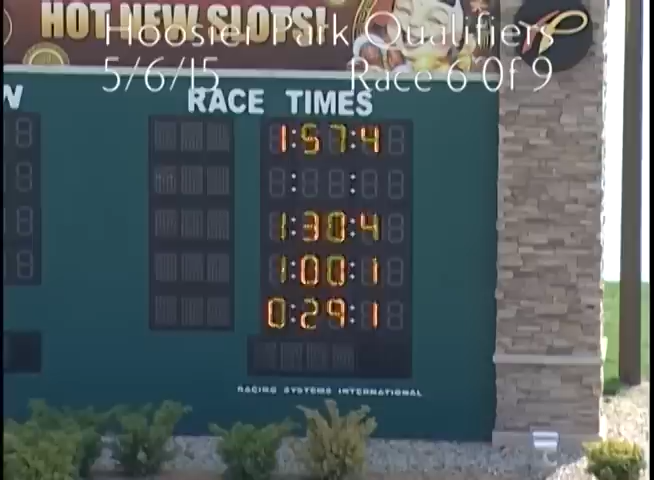 HOT NEW SLOTS!
Hoosier Park Qualifiers
5/6/15 Race 6 Of 9
W RACE TIMES
1:57:4
: :
1:30:4
1:00:1
0:29:1
RACING SYSTEMS INTERNATIONAL